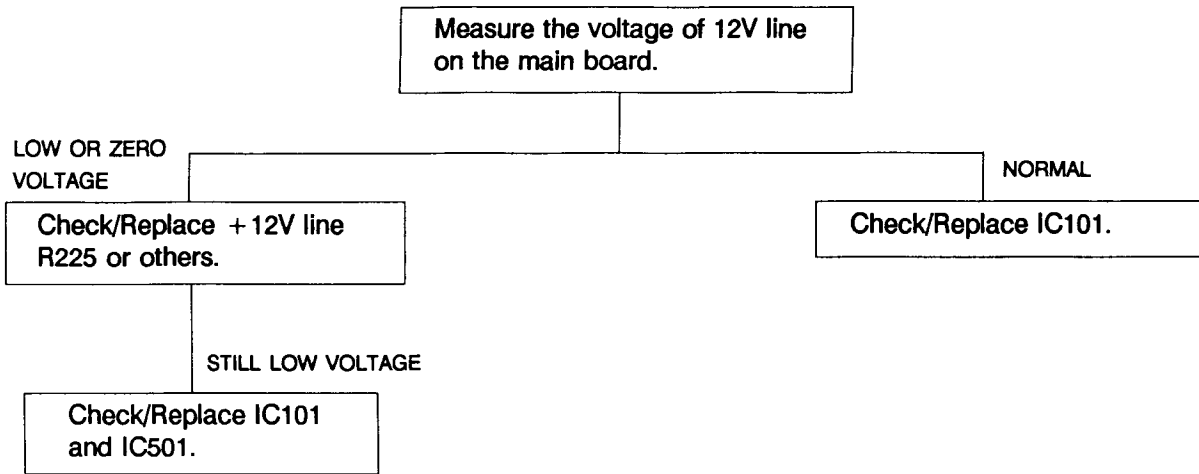 Measure the voltage of 12V line
on the main board.
LOW OR ZERO
VOLTAGE
NORMAL
Check/Replace +12V line
R225 or others.
Check/Replace IC101.
STILL LOW VOLTAGE
Check/Replace IC101
and IC501.